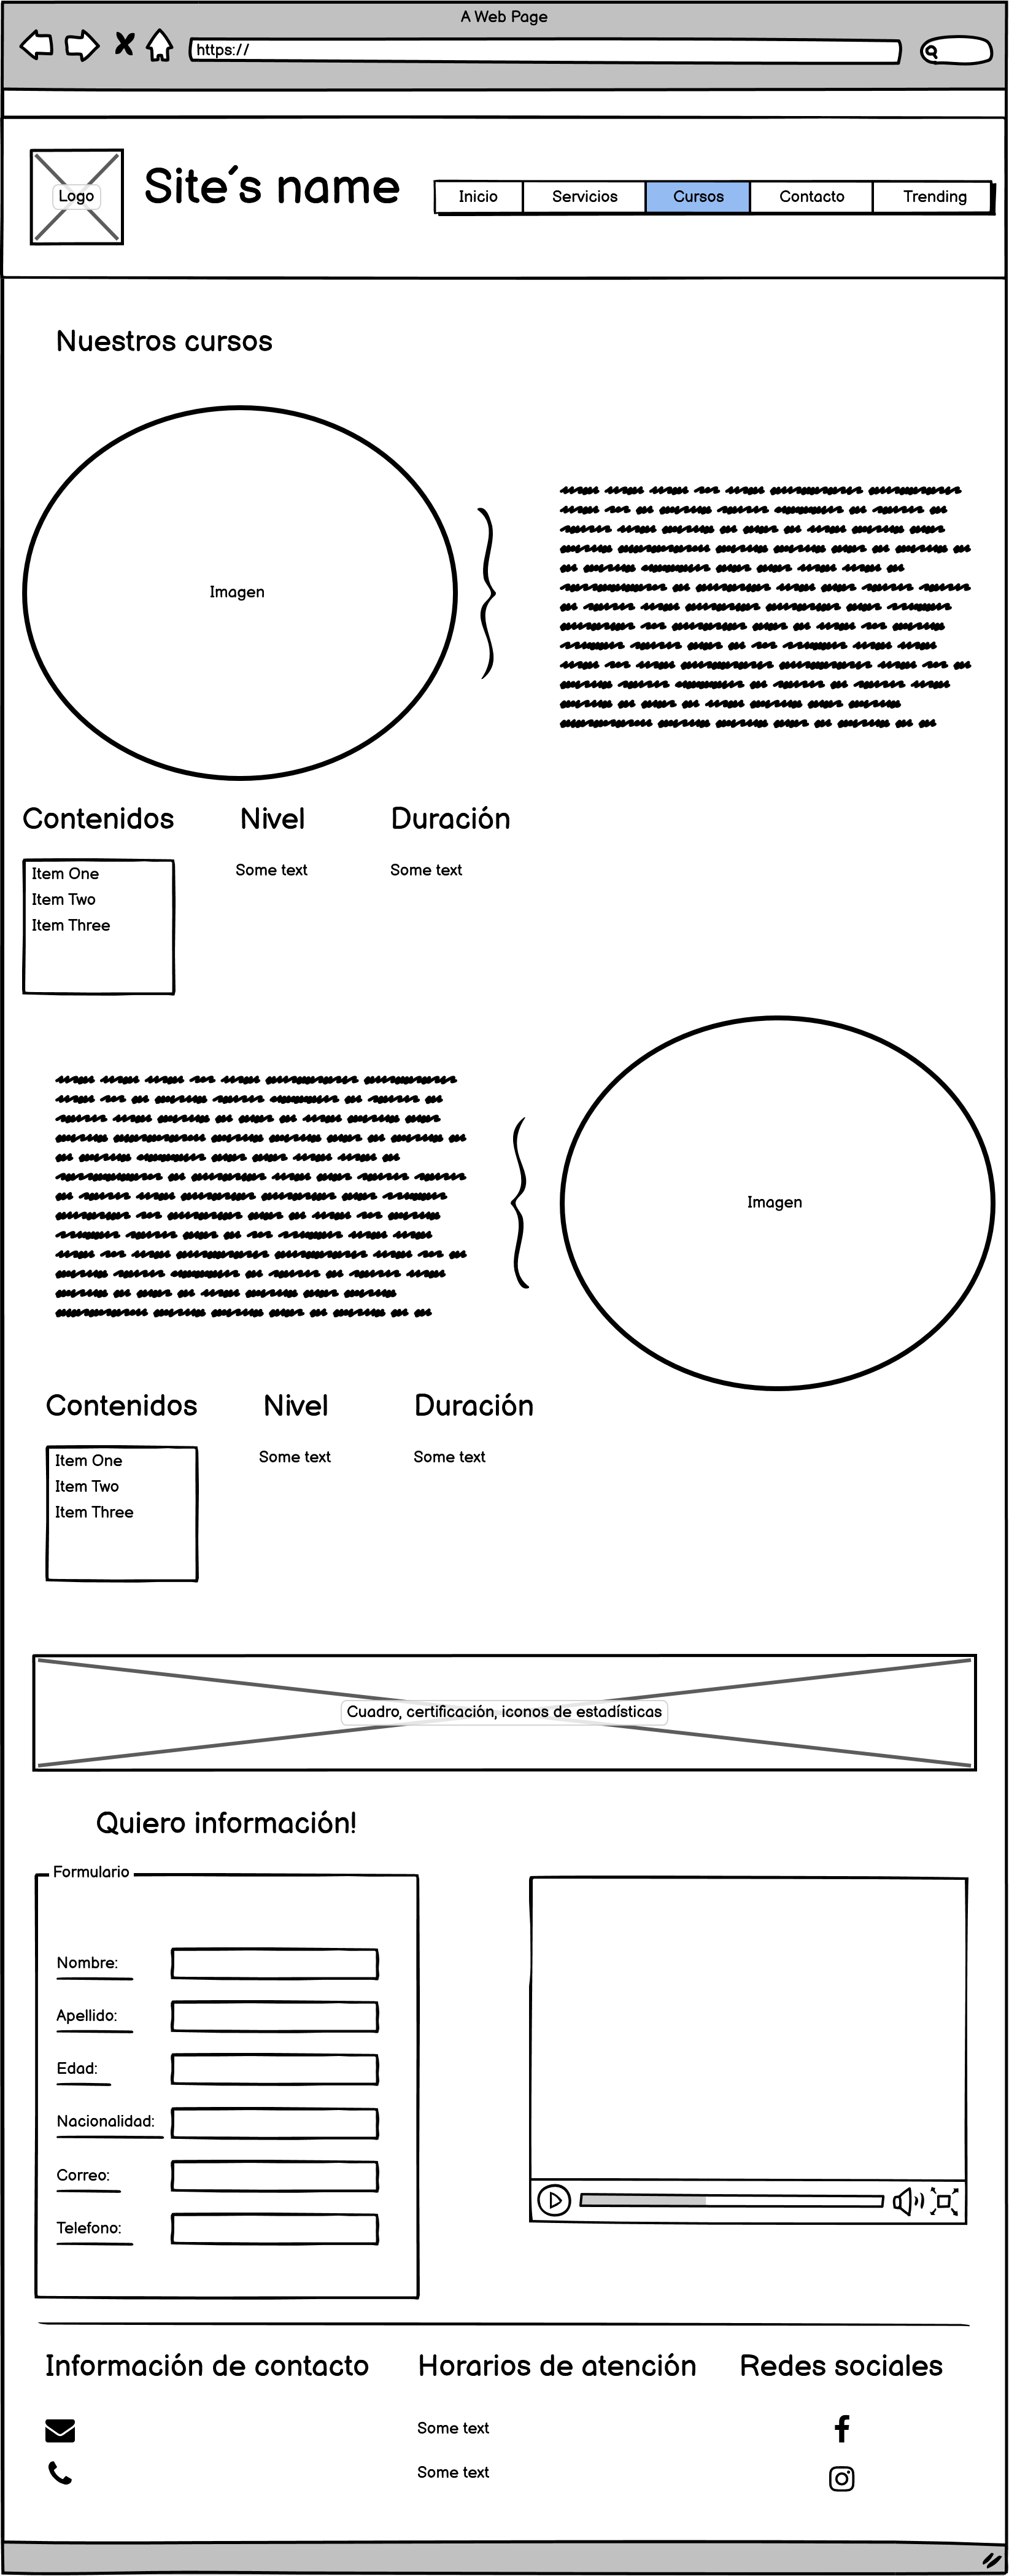 A Web Page
https://
Logo
Site´s name
Inicio
Servicios
Cursos
Contacto
Trending
Nuestros cursos
Imagen
Contenidos
Nivel
Duración
Item One
Item Two
Item Three
Some text
Some text
Imagen
Contenidos
Nivel
Duración
Item One
Item Two
Item Three
Some text
Some text
Cuadro, certificación, iconos de estadísticas
Quiero información!
Formulario
Nombre:
Apellido:
Edad:
Nacionalidad:
Correo:
Telefono:
Información de contacto
Horarios de atención
Some text
Some text
Redes sociales